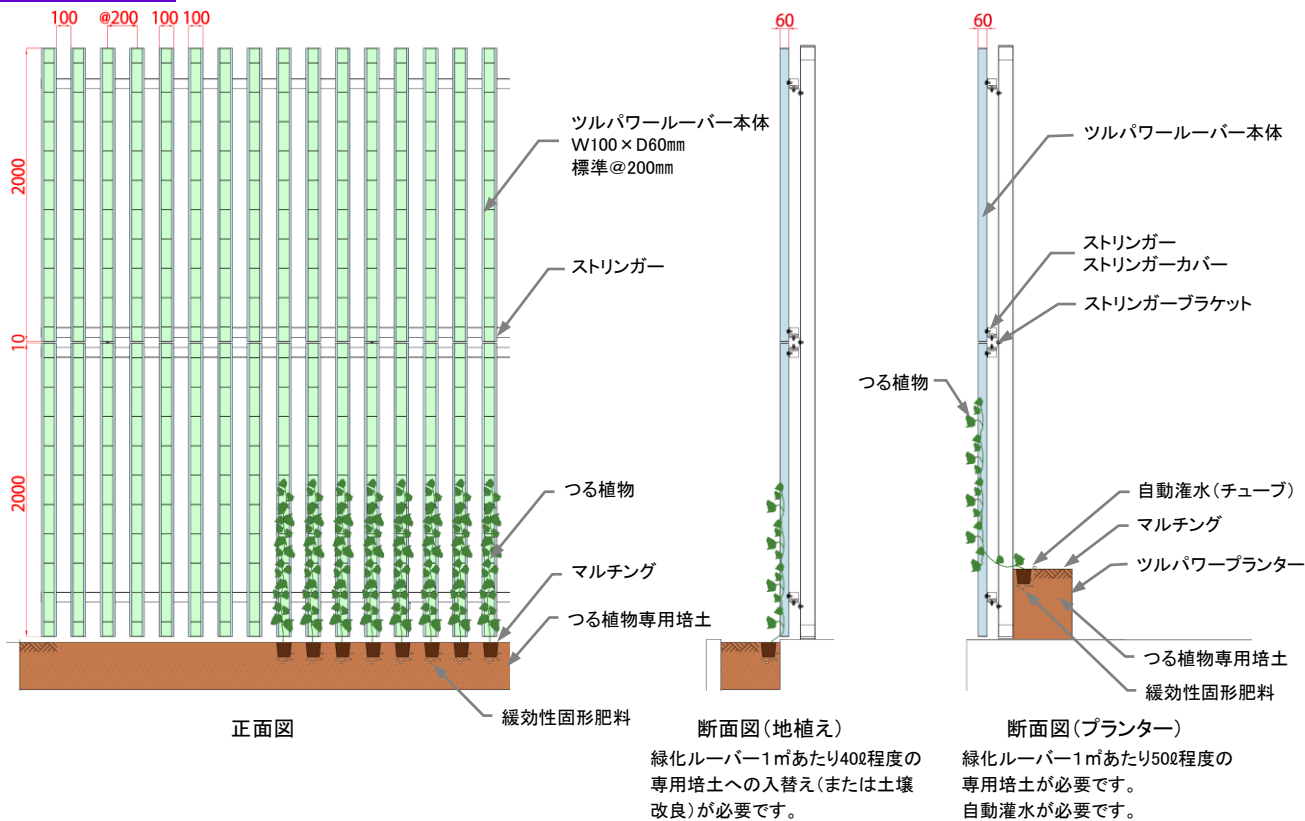 100 @200 100 100
2000
10
2000
ツルパワールーバー本体
W100×D60mm
標準@200mm
ストリンガー
つる植物
マルチング
つる植物専用培土
緩効性固形肥料
正面図
60
断面図(地植え)
緑化ルーバー1㎡あたり40ℓ程度の
専用培土への入替え(または土壌
改良)が必要です。
60
ツルパワールーバー本体
ストリンガー
ストリンガーカバー
ストリンガーブラケット
つる植物
自動灌水(チューブ)
マルチング
ツルパワープランター
つる植物専用培土
緩効性固形肥料
断面図(プランター)
緑化ルーバー1㎡あたり50ℓ程度の
専用培土が必要です。
自動灌水が必要です。